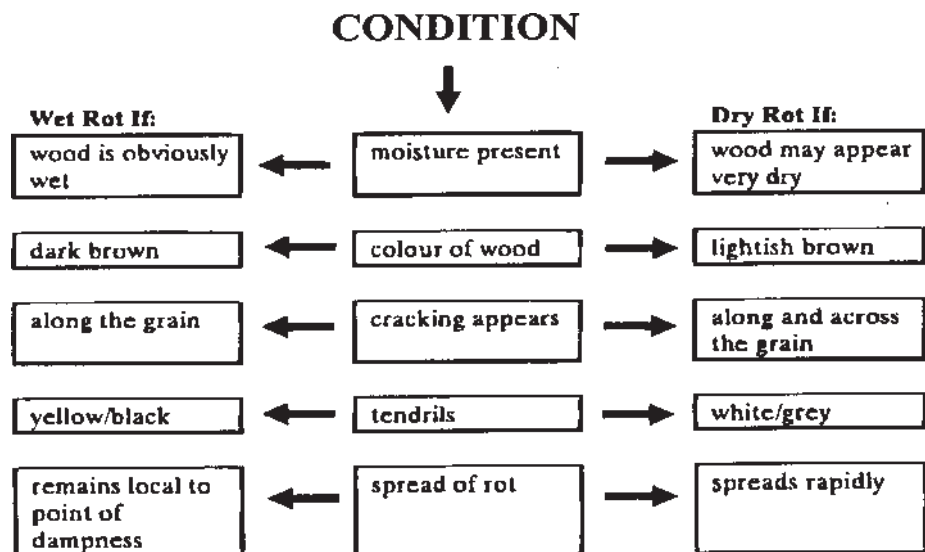 CONDITION
Wet Rot If:
Dry Rot If:
wood is obviously
wet
moisture present
wood may appear
very dry
dark brown
colour of wood
lightish brown
along the grain
cracking appears
along and across
the grain
yellow/black
tendrils
white/grey
remains local to
point of
dampness
spread of rot
spreads rapidly